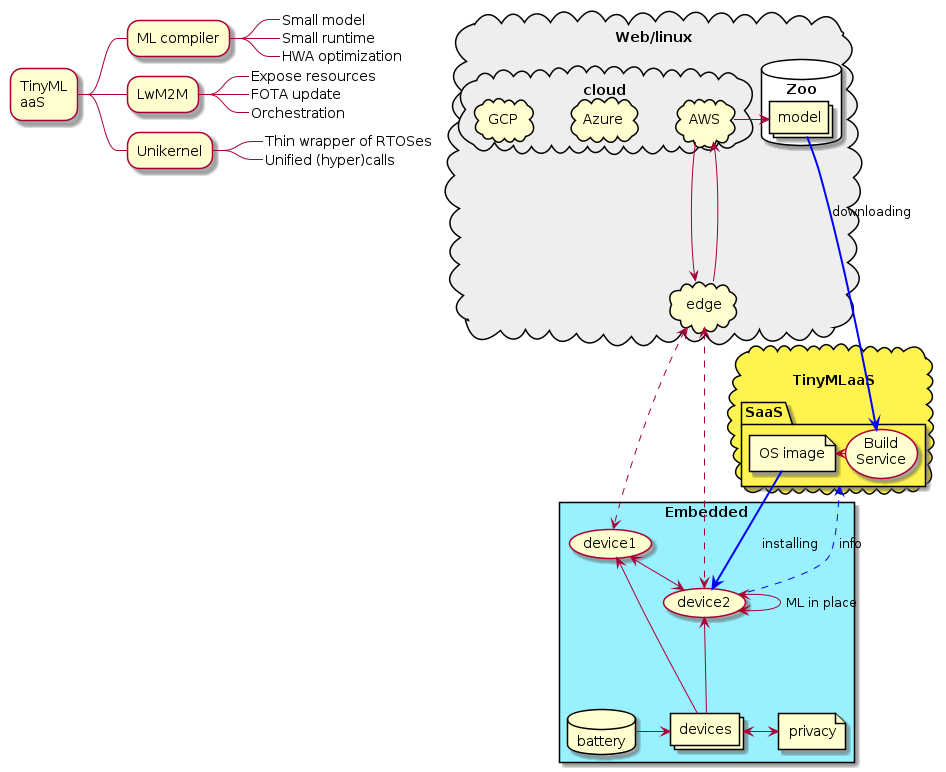 TinyML
aaS
ML compiler
Small model
Small runtime
HWA optimization
LwM2M
Expose resources
FOTA update
Orchestration
Unikernel
Thin wrapper of RTOSes
Unified (hyper)calls
Web/linux
cloud
GCP
Azure
AWS
Zoo
model
downloading
edge
TinyMLaaS
SaaS
OS image
Build
Service
Embedded
installing
info
device1
device2
ML in place
battery
devices
privacy